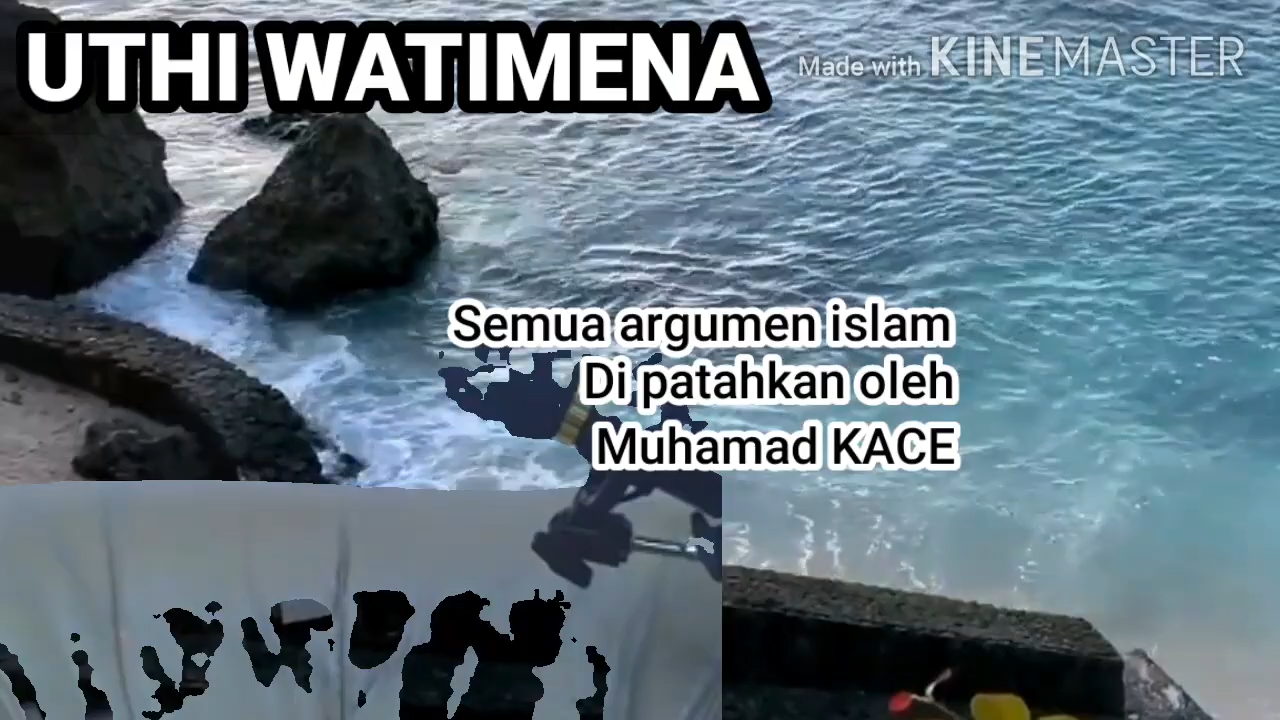 UTHI WATIMENA
Made with KINEMASTER
Semua argumen islam
Di patahkan oleh
Muhamad KACE